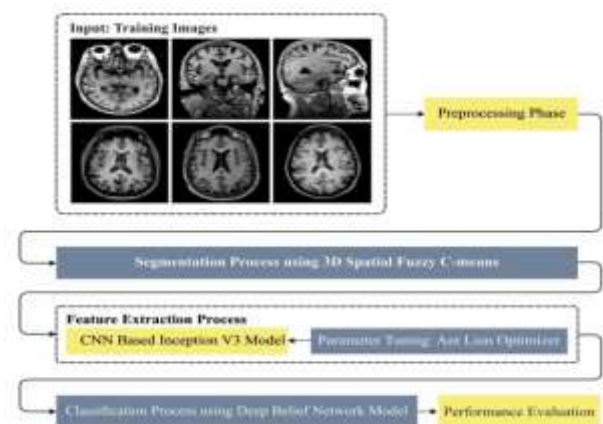 Input: Training Images
Preprocessing Phase
Segmentation Process using 3D Spatial Fuzzy C-means
Feature Extraction Process
CNN Based Inception V3 Model
Parameter Tuning: Ant Lion Optimizer
Classification Process using Deep Belief Network Model
Performance Evaluation